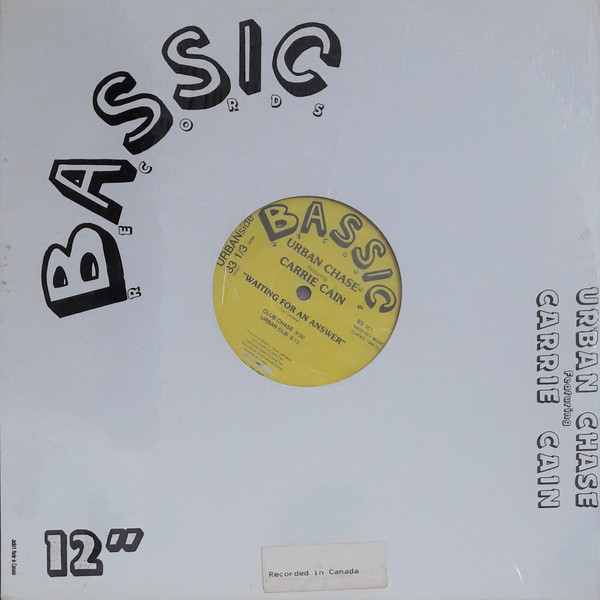 BASSIC
RECORDS
URBANside
33 1/3
BASSIC
URBAN CHASE
Featuring
CARRIE CAIN
"WAITING FOR AN ANSWER"
CLUB CHASE
URBAN DUB
URBAN CHASE
Featuring
CARRIE CAIN
12"
Recorded in Canada